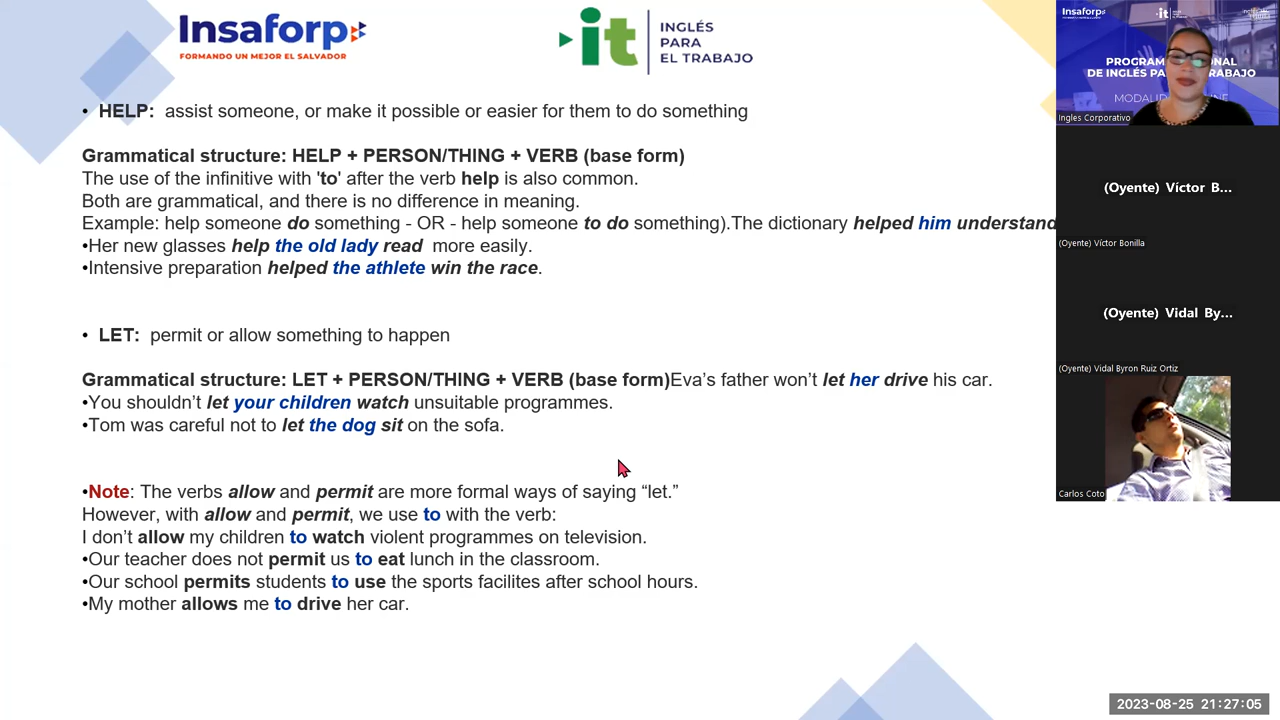 Insaforp
FORMANDO UN MEJOR EL SALVADOR
it
INGLÉS
PARA
EL TRABAJO
• HELP: assist someone, or make it possible or easier for them to do something
Grammatical structure: HELP + PERSON/THING + VERB (base form)
The use of the infinitive with 'to' after the verb help is also common.
Both are grammatical, and there is no difference in meaning.
Example: help someone do something - OR - help someone to do something).The dictionary helped him understand
•Her new glasses help the old lady read more easily.
•Intensive preparation helped the athlete win the race.
• LET: permit or allow something to happen
Grammatical structure: LET + PERSON/THING + VERB (base form)Eva’s father won’t let her drive his car.
•You shouldn’t let your children watch unsuitable programmes.
•Tom was careful not to let the dog sit on the sofa.
•Note: The verbs allow and permit are more formal ways of saying “let.”
However, with allow and permit, we use to with the verb:
I don’t allow my children to watch violent programmes on television.
•Our teacher does not permit us to eat lunch in the classroom.
•Our school permits students to use the sports facilites after school hours.
•My mother allows me to drive her car.
Insaforp
it
PROGRAM ONAL
DE INGLÉS PA RABAJO
MODALID NE
Ingles Corporativo
(Oyente) Víctor B...
(Oyente) Víctor Bonilla
(Oyente) Vidal By...
(Oyente) Vidal Byron Ruiz Ortiz
Carlos Coto
2023-08-25 21:27:05